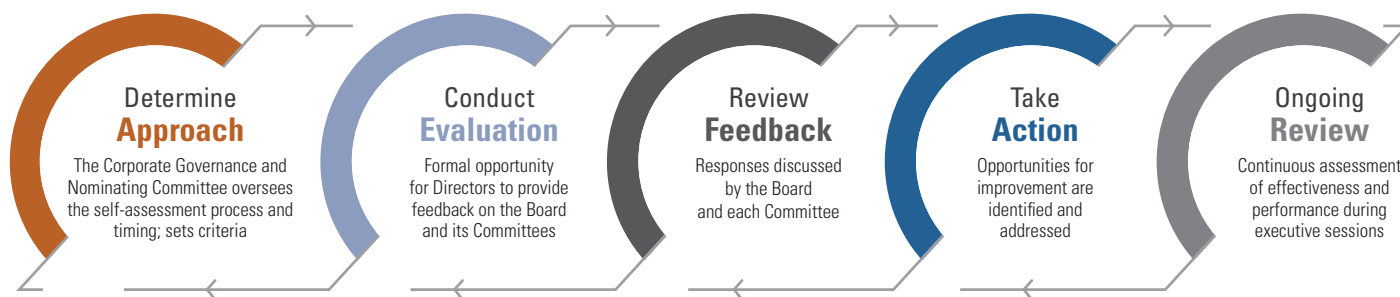 Determine
Approach
The Corporate Governance and
Nominating Committee oversees
the self-assessment process and
timing; sets criteria
Conduct
Evaluation
Formal opportunity
for Directors to provide
feedback on the Board
and its Committees
Review
Feedback
Responses discussed
by the Board
and each Committee
Take
Action
Opportunities for
improvement are
identified and
addressed
Ongoing
Review
Continuous assessment
of effectiveness and
performance during
executive sessions